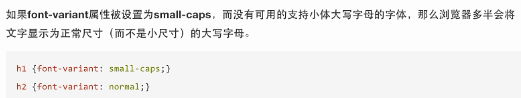 如果font-variant属性被设置为small-caps，而没有可用的支持小体大写字母的字体，那么浏览器多半会将
文字显示为正常尺寸（而不是小尺寸）的大写字母。
h1 {font-variant: small-caps;}
h2 {font-variant: normal;}